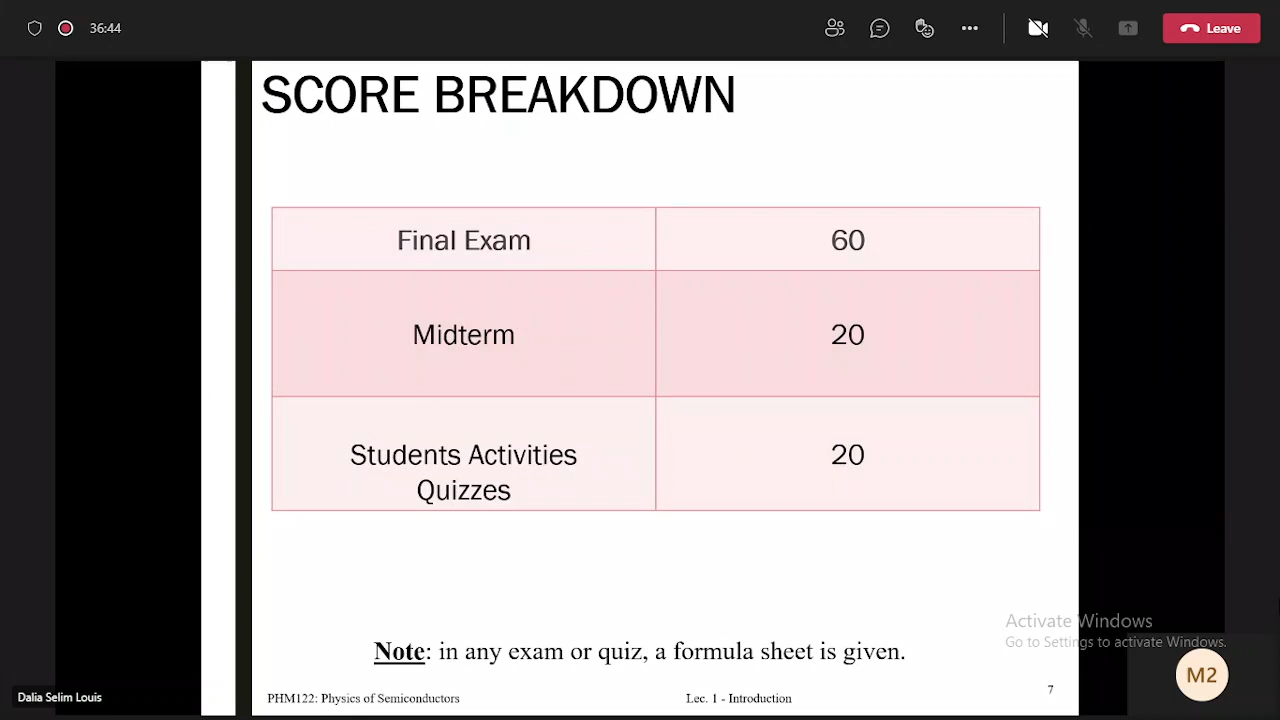 36:44
Leave
SCORE BREAKDOWN
Final Exam 60
Midterm 20
Students Activities 20
Quizzes
Note: in any exam or quiz, a formula sheet is given.
Activate Windows
Go to Settings to activate Windows.
M2
Dalia Selim Louis
PHM122: Physics of Semiconductors Lec. 1 - Introduction 7